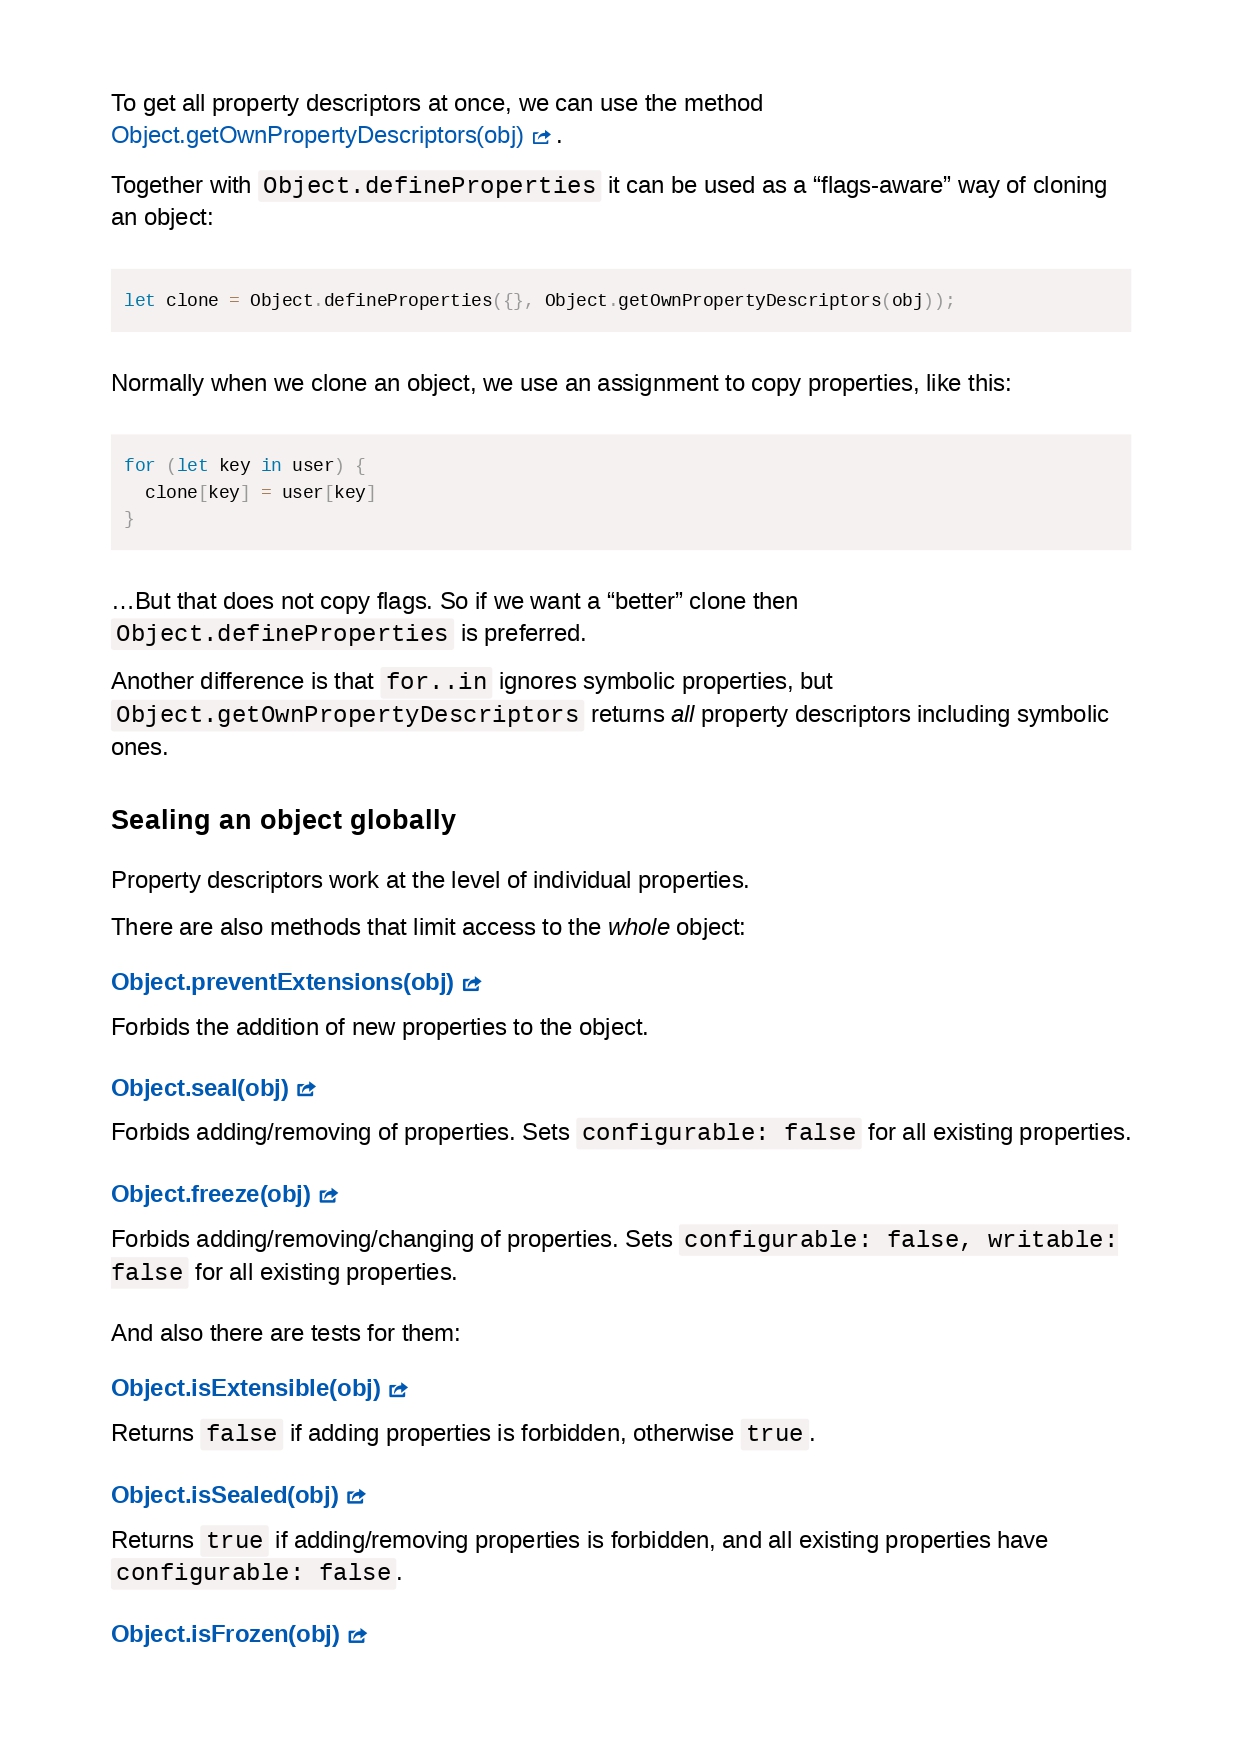 To get all property descriptors at once, we can use the method
Object.getOwnPropertyDescriptors(obj) .
Together with Object.defineProperties it can be used as a “flags-aware” way of cloning
an object:
let clone = Object.defineProperties({}, Object.getOwnPropertyDescriptors(obj));
Normally when we clone an object, we use an assignment to copy properties, like this:
for (let key in user) {
  clone[key] = user[key]
}
…But that does not copy flags. So if we want a “better” clone then
Object.defineProperties is preferred.
Another difference is that for..in ignores symbolic properties, but
Object.getOwnPropertyDescriptors returns all property descriptors including symbolic
ones.
Sealing an object globally
Property descriptors work at the level of individual properties.
There are also methods that limit access to the whole object:
Object.preventExtensions(obj)
Forbids the addition of new properties to the object.
Object.seal(obj)
Forbids adding/removing of properties. Sets configurable: false for all existing properties.
Object.freeze(obj)
Forbids adding/removing/changing of properties. Sets configurable: false, writable:
false for all existing properties.
And also there are tests for them:
Object.isExtensible(obj)
Returns false if adding properties is forbidden, otherwise true.
Object.isSealed(obj)
Returns true if adding/removing properties is forbidden, and all existing properties have
configurable: false.
Object.isFrozen(obj)